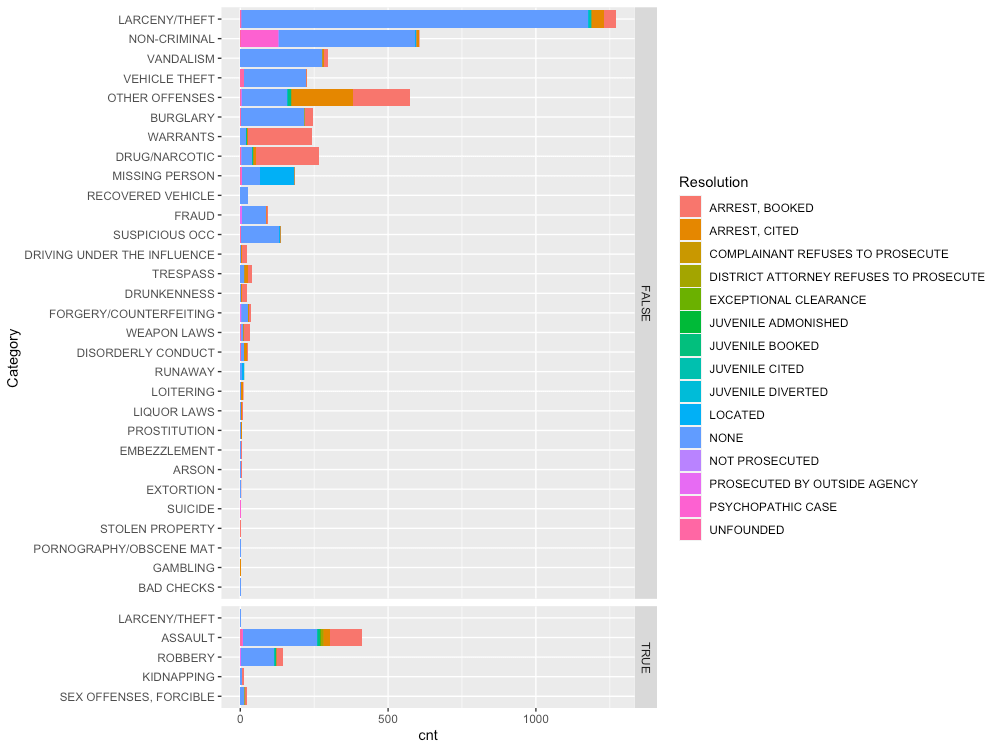 Category
LARCENY/THEFT
NON-CRIMINAL
VANDALISM
VEHICLE THEFT
OTHER OFFENSES
BURGLARY
WARRANTS
DRUG/NARCOTIC
MISSING PERSON
RECOVERED VEHICLE
FRAUD
SUSPICIOUS OCC
DRIVING UNDER THE INFLUENCE
TRESPASS
DRUNKENNESS
FORGERY/COUNTERFEITING
WEAPON LAWS
DISORDERLY CONDUCT
RUNAWAY
LOITERING
LIQUOR LAWS
PROSTITUTION
EMBEZZLEMENT
ARSON
EXTORTION
SUICIDE
STOLEN PROPERTY
PORNOGRAPHY/OBSCENE MAT
GAMBLING
BAD CHECKS
FALSE
LARCENY/THEFT
ASSAULT
ROBBERY
KIDNAPPING
SEX OFFENSES, FORCIBLE
TRUE
0 500 1000
cnt
Resolution
ARREST, BOOKED
ARREST, CITED
COMPLAINANT REFUSES TO PROSECUTE
DISTRICT ATTORNEY REFUSES TO PROSECUTE
EXCEPTIONAL CLEARANCE
JUVENILE ADMONISHED
JUVENILE BOOKED
JUVENILE CITED
JUVENILE DIVERTED
LOCATED
NONE
NOT PROSECUTED
PROSECUTED BY OUTSIDE AGENCY
PSYCHOPATHIC CASE
UNFOUNDED